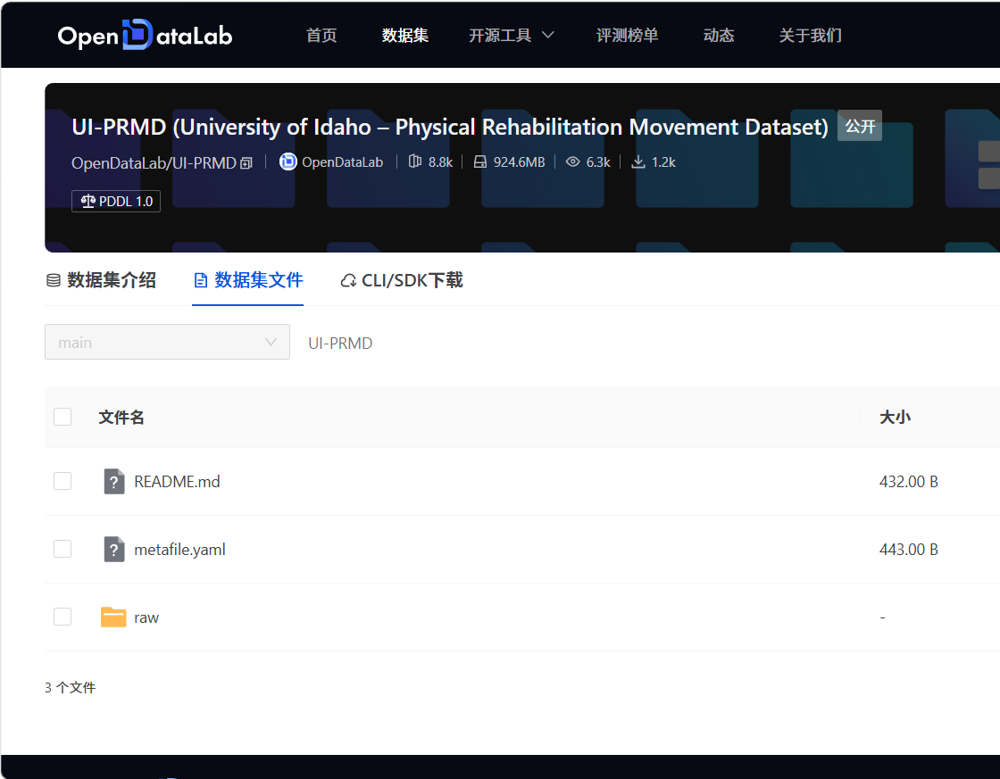 OpenDataLab 首页 数据集 开源工具 评测榜单 动态 关于我们
UI-PRMD (University of Idaho – Physical Rehabilitation Movement Dataset) 公开
OpenDataLab/UI-PRMD OpenDataLab 8.8k 924.6MB 6.3k 1.2k
PDDL 1.0
数据集介绍 数据集文件 CLI/SDK下载
main UI-PRMD
文件名 大小
README.md 432.00 B
metafile.yaml 443.00 B
raw -
3 个文件